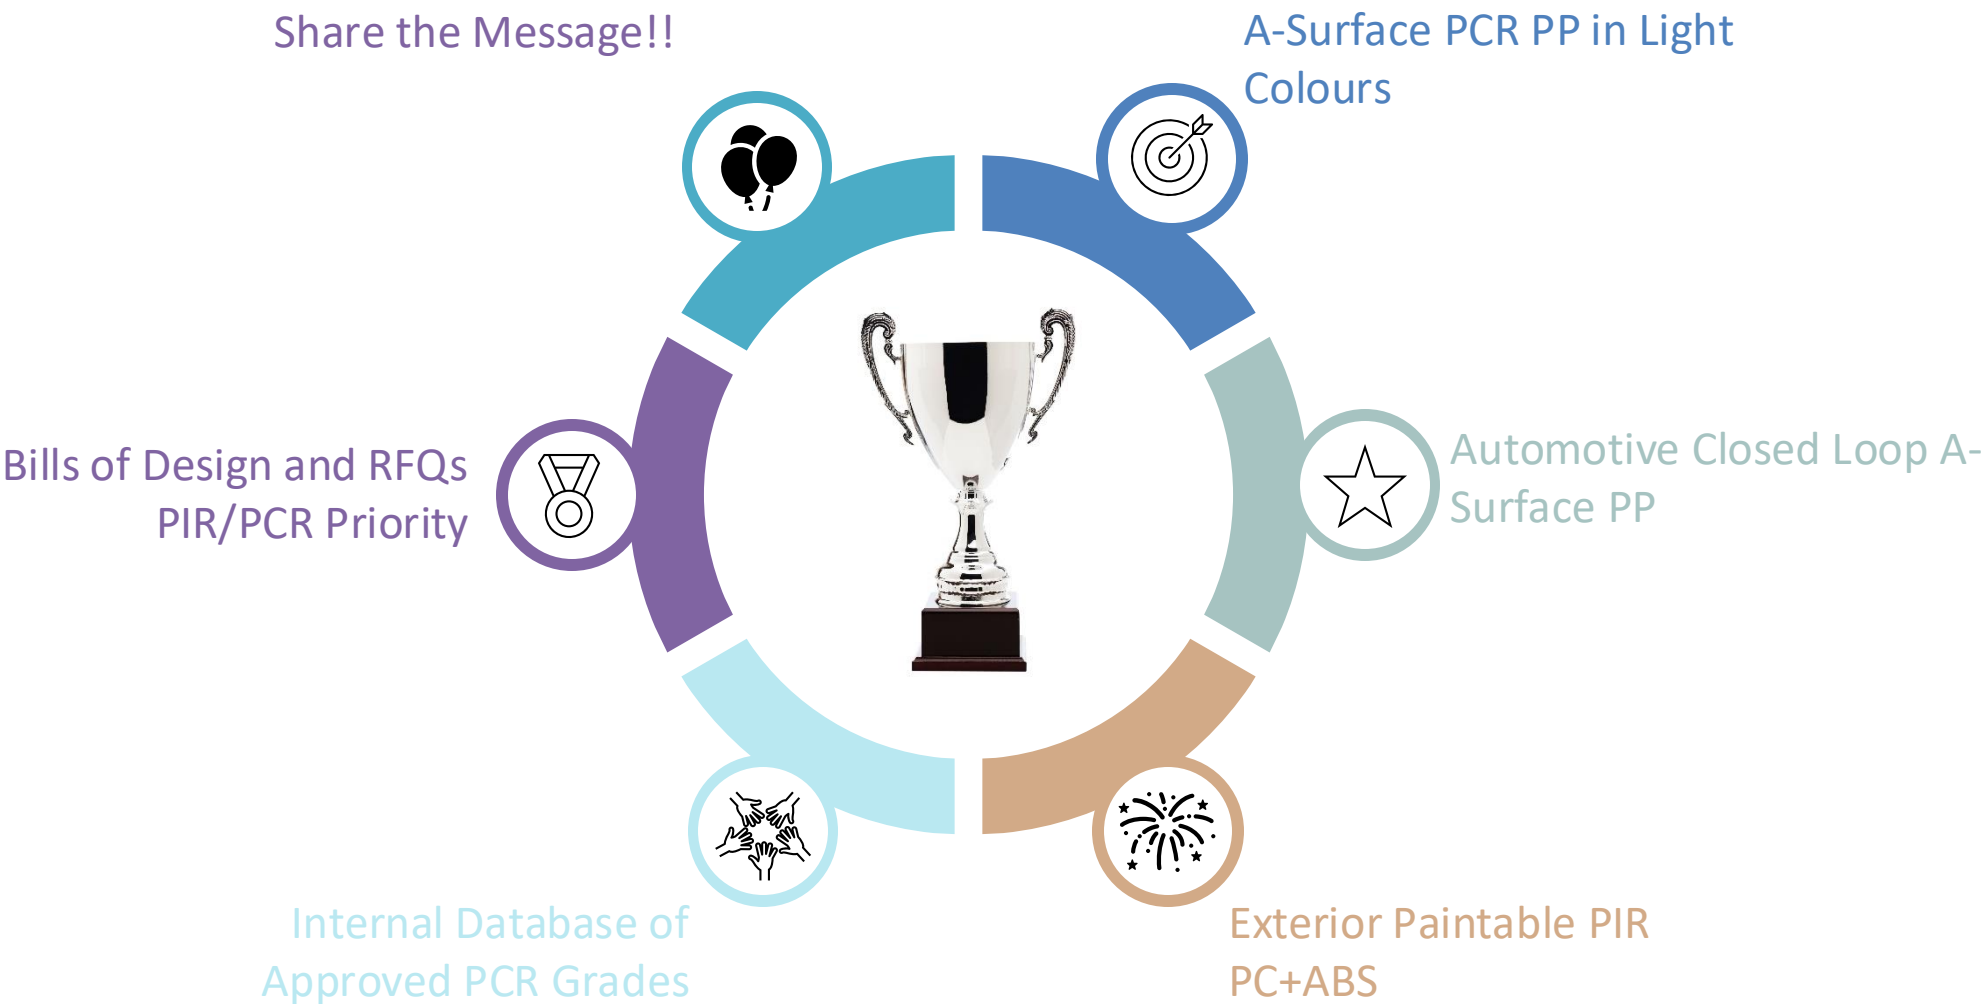 Share the Message!!
A-Surface PCR PP in Light
Colours
Automotive Closed Loop A-
Surface PP
Bills of Design and RFQs
PIR/PCR Priority
Internal Database of
Approved PCR Grades
Exterior Paintable PIR
PC+ABS